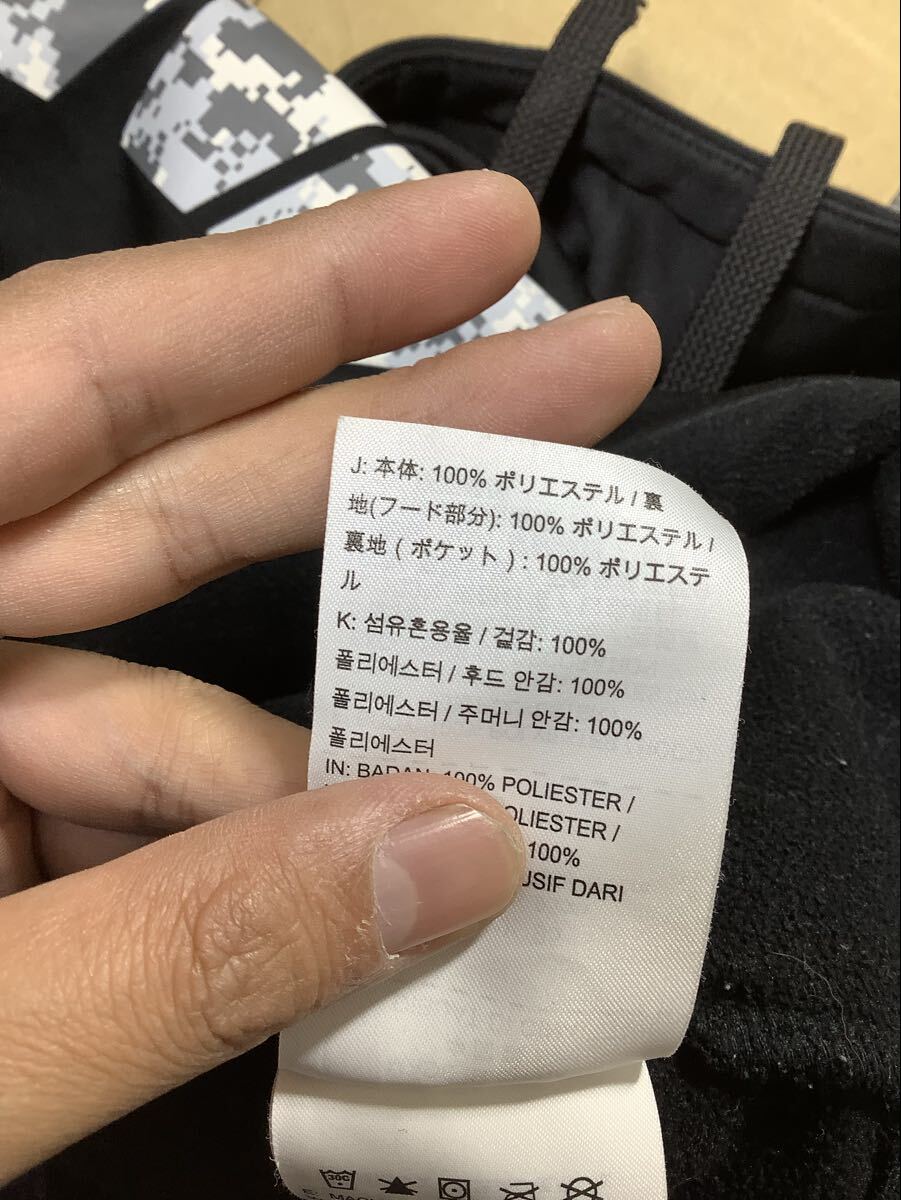 J: 本体: 100% ポリエステル / 裏
地(フード部分): 100% ポリエステル /
裏地 ( ポケット ) : 100% ポリエステ
ル
K: 섬유혼용율 / 겉감: 100%
폴리에스터 / 후드 안감: 100%
폴리에스터 / 주머니 안감: 100%
폴리에스터
IN: BADAN: 100% POLIESTER /
OLIESTER /
100%
USIF DARI
30C